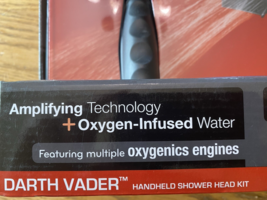 Amplifying Technology
+ Oxygen-Infused Water
Featuring multiple oxygenics engines
DARTH VADER™ HANDHELD SHOWER HEAD KIT